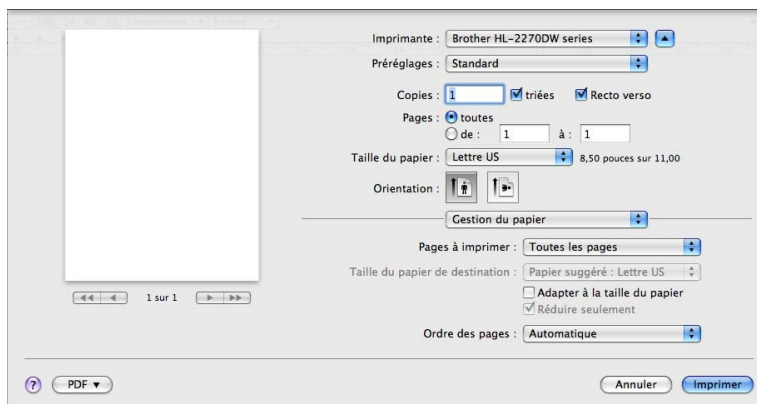 Imprimante : Brother HL-2270DW series
Préréglages : Standard
Copies : 1 triées Recto verso
Pages : toutes
de : 1 à : 1
Taille du papier : Lettre US 8,50 pouces sur 11,00
Orientation :
Gestion du papier
Pages à imprimer : Toutes les pages
Taille du papier de destination : Papier suggéré : Lettre US
Adapter à la taille du papier
Réduire seulement
Ordre des pages : Automatique
1 sur 1
? PDF Annuler Imprimer